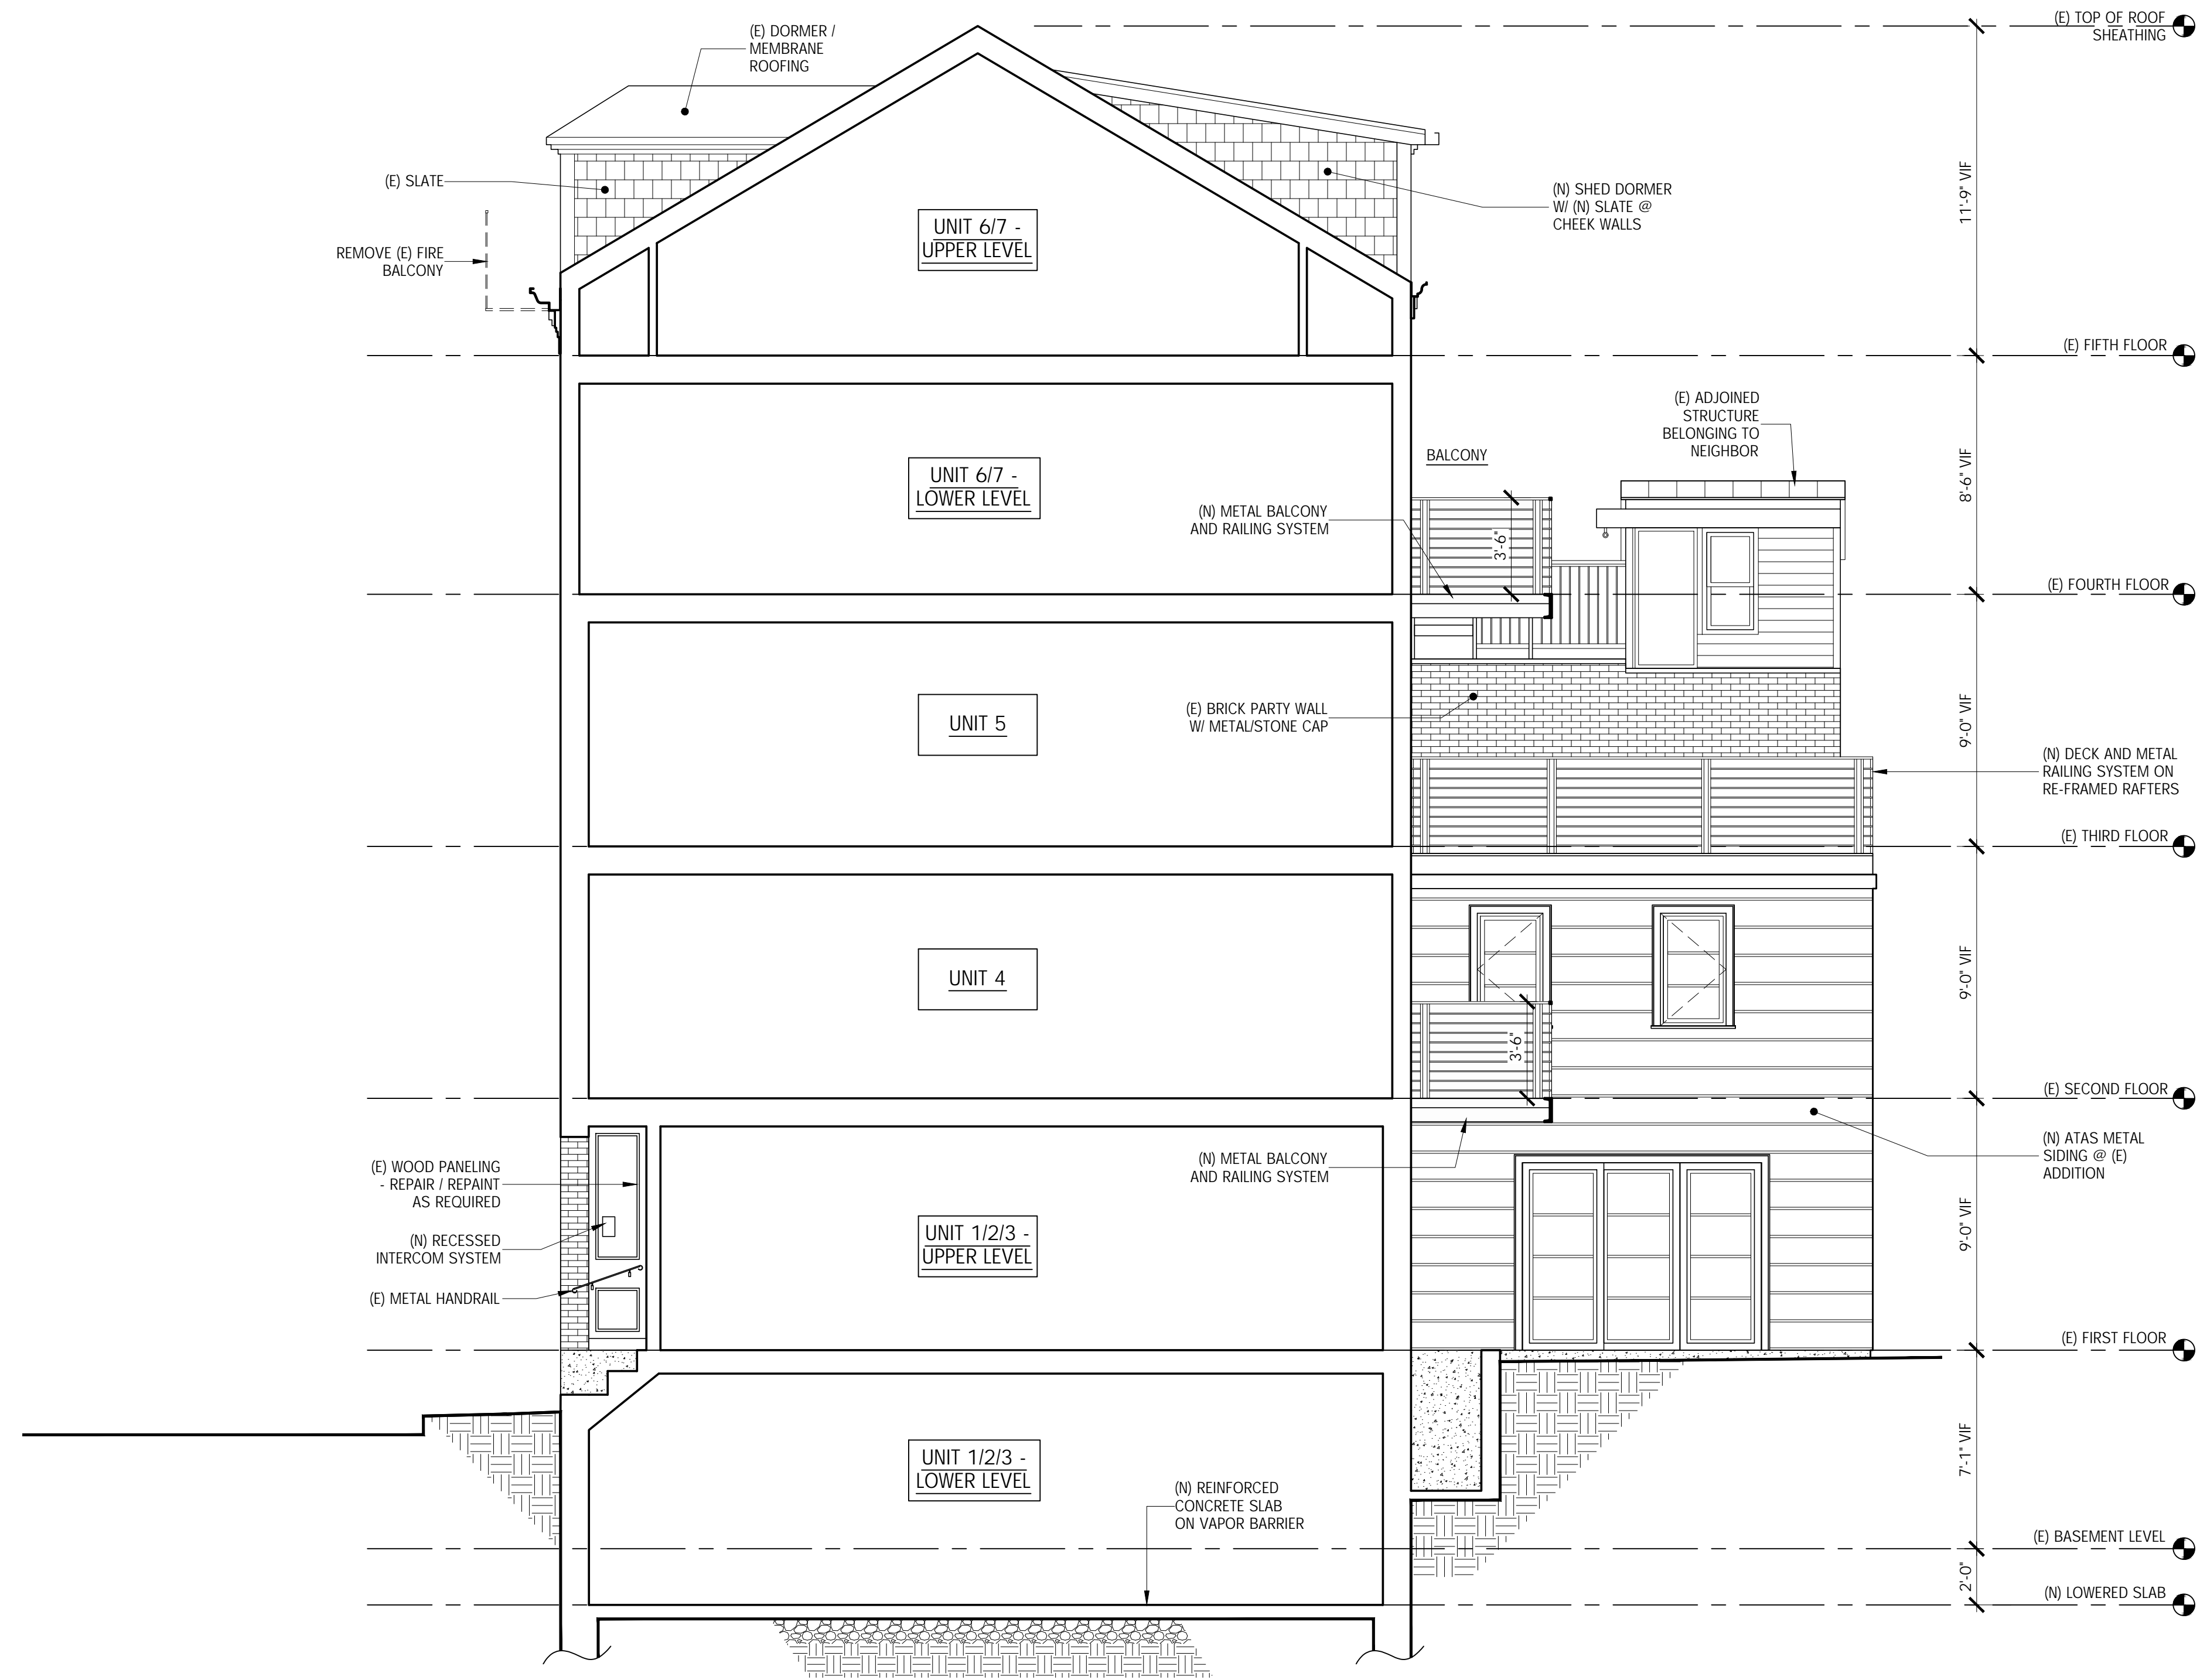 (E) TOP OF ROOF
SHEATHING
(E) DORMER /
MEMBRANE
ROOFING
(E) SLATE
REMOVE (E) FIRE
BALCONY
UNIT 6/7 -
UPPER LEVEL
(N) SHED DORMER
W/ (N) SLATE @
CHEEK WALLS
11'-9" VIF
(E) FIFTH FLOOR
UNIT 6/7 -
LOWER LEVEL
(N) METAL BALCONY
AND RAILING SYSTEM
BALCONY
3'-6"
(E) ADJOINED
STRUCTURE
BELONGING TO
NEIGHBOR
8'-6" VIF
(E) FOURTH FLOOR
UNIT 5
(E) BRICK PARTY WALL
W/ METAL/STONE CAP
9'-0" VIF
(N) DECK AND METAL
RAILING SYSTEM ON
RE-FRAMED RAFTERS
(E) THIRD FLOOR
UNIT 4
3'-6"
9'-0" VIF
(E) SECOND FLOOR
(E) WOOD PANELING
- REPAIR / REPAINT
AS REQUIRED
(N) RECESSED
INTERCOM SYSTEM
(E) METAL HANDRAIL
UNIT 1/2/3 -
UPPER LEVEL
(N) METAL BALCONY
AND RAILING SYSTEM
(N) ATAS METAL
SIDING @ (E)
ADDITION
9'-0" VIF
(E) FIRST FLOOR
UNIT 1/2/3 -
LOWER LEVEL
(N) REINFORCED
CONCRETE SLAB
ON VAPOR BARRIER
7'-1" VIF
(E) BASEMENT LEVEL
2'-0"
(N) LOWERED SLAB